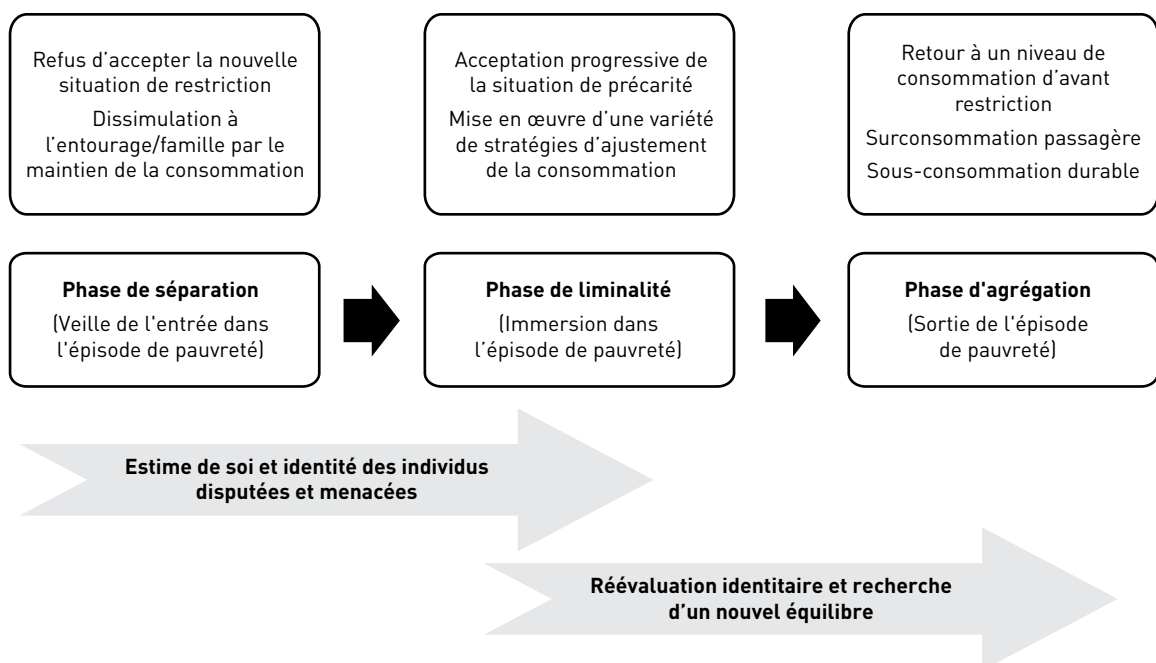 Refus d’accepter la nouvelle
situation de restriction
Dissimulation à
l’entourage/famille par le
maintien de la consommation
Acceptation progressive de
la situation de précarité
Mise en œuvre d’une variété
de stratégies d’ajustement
de la consommation
Retour à un niveau de
consommation d’avant
restriction
Surconsommation passagère
Sous-consommation durable
Phase de séparation
(Veille de l'entrée dans
l'épisode de pauvreté)
Phase de liminalité
(Immersion dans
l’épisode de pauvreté)
Phase d'agrégation
(Sortie de l'épisode
de pauvreté)
Estime de soi et identité des individus
disputées et menacées
Réévaluation identitaire et recherche
d’un nouvel équilibre